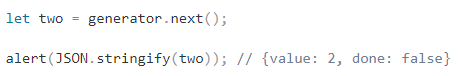 let two = generator.next();
alert(JSON.stringify(two)); // {value: 2, done: false}